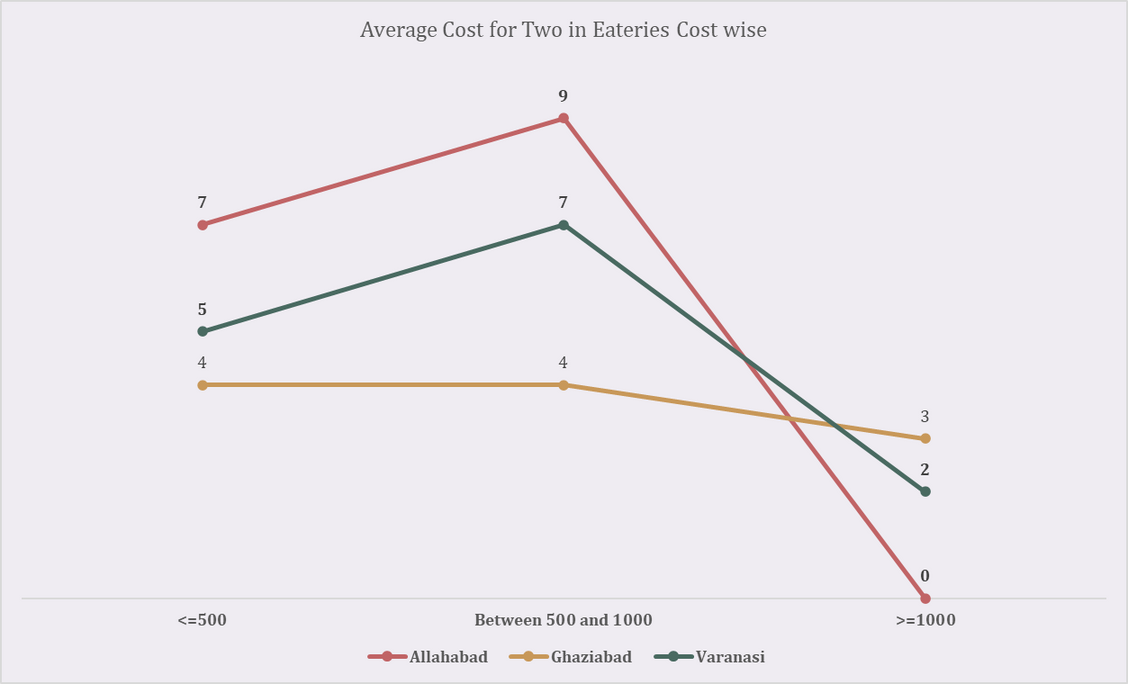 Average Cost for Two in Eateries Cost wise
9
7
7
5
4
4
3
2
0
<=500
Between 500 and 1000
>=1000
Allahabad
Ghaziabad
Varanasi